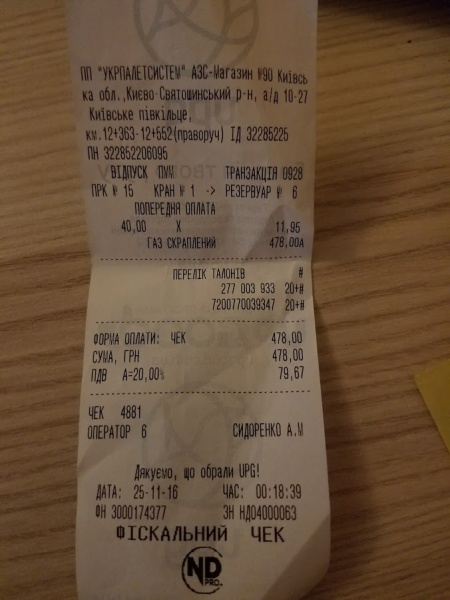 ПП "УКРПАЛЕТСИСТЕМ" АЗС-Магазин №90 Київсь
ка обл.,Києво-Святошинський р-н, а/д 10-27
Київське півкільце,
км.12+363-12+552(праворуч) ІД 32285225
ПН 322852206095
ВІДПУСК ПММ ТРАНЗАКЦІЯ 0928
ПРК № 15 КРАН № 1 -> РЕЗЕРВУАР № 6
ПОПЕРЕДНЯ ОПЛАТА
40,00 X 11,95
ГАЗ СКРАПЛЕНИЙ 478,00А
ПЕРЕЛІК ТАЛОНІВ #
277 003 933 20+#
7200770039347 20+#
ФОРМА ОПЛАТИ: ЧЕК 478,00
СУМА, ГРН 478,00
ПДВ А=20,00% 79,67
ЧЕК 4881
ОПЕРАТОР 6 СИДОРЕНКО А.М
Дякуємо, що обрали UPG!
ДАТА: 25-11-16 ЧАС: 00:18:39
ФН 3000174377 ЗН НД04000063
ФІСКАЛЬНИЙ ЧЕК
ND
PRO